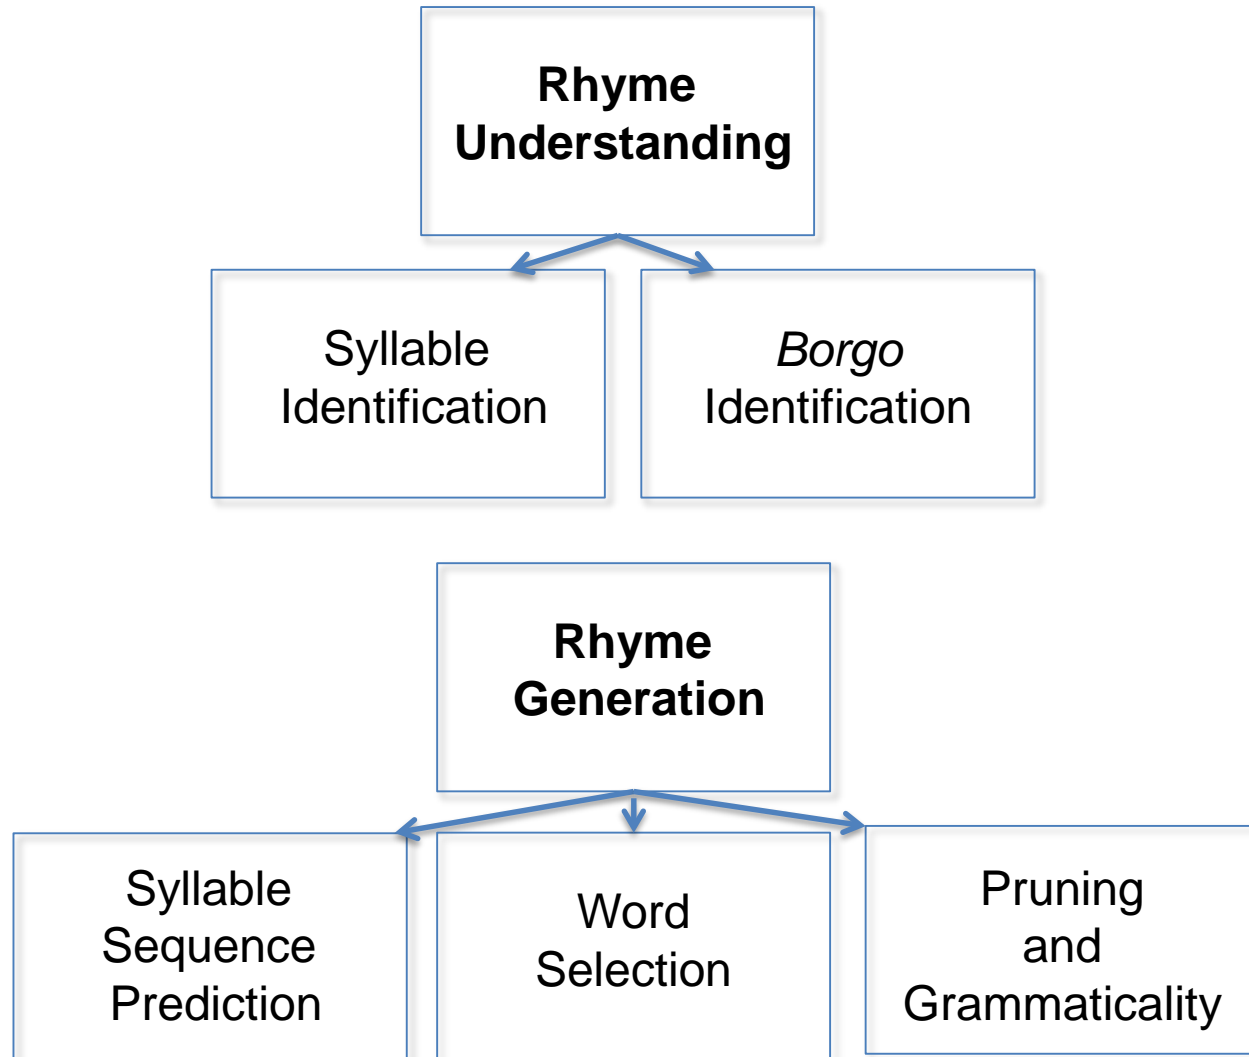 Rhyme
Understanding
Syllable
Identification
Borgo
Identification
Rhyme
Generation
Syllable
Sequence
Prediction
Word
Selection
Pruning
and
Grammaticality